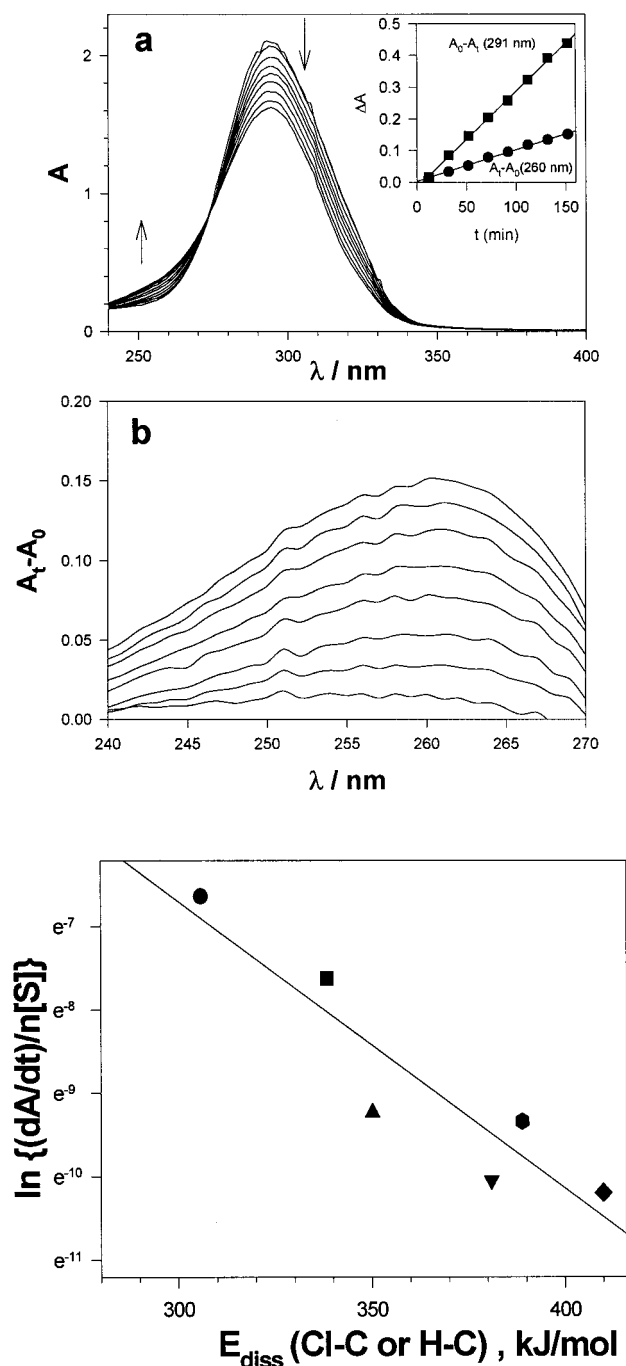 a
A₀-Aₜ (291 nm)
Aₜ-A₀(260 nm)
ΔA
0.5
0.4
0.3
0.2
0.1
0.0
0 50 100 150
t (min)
A
2
1
0
250 300 350 400
λ / nm
b
Aₜ-A₀
0.20
0.15
0.10
0.05
0.00
240 245 250 255 260 265 270
λ / nm
ln {(dA/dt)/n[S]}
e⁻⁷
e⁻⁸
e⁻⁹
e⁻¹⁰
e⁻¹¹
300 350 400
E_diss (Cl-C or H-C) , kJ/mol